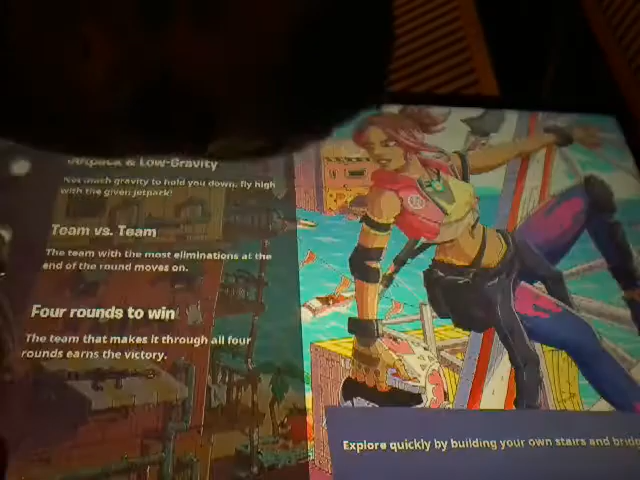 Jetpack & Low-Gravity
Not much gravity to hold you down, fly high
with the given jetpack!
Team vs. Team
The team with the most eliminations at the
end of the round moves on.
Four rounds to win
The team that makes it through all four
rounds earns the victory.
Explore quickly by building your own stairs and